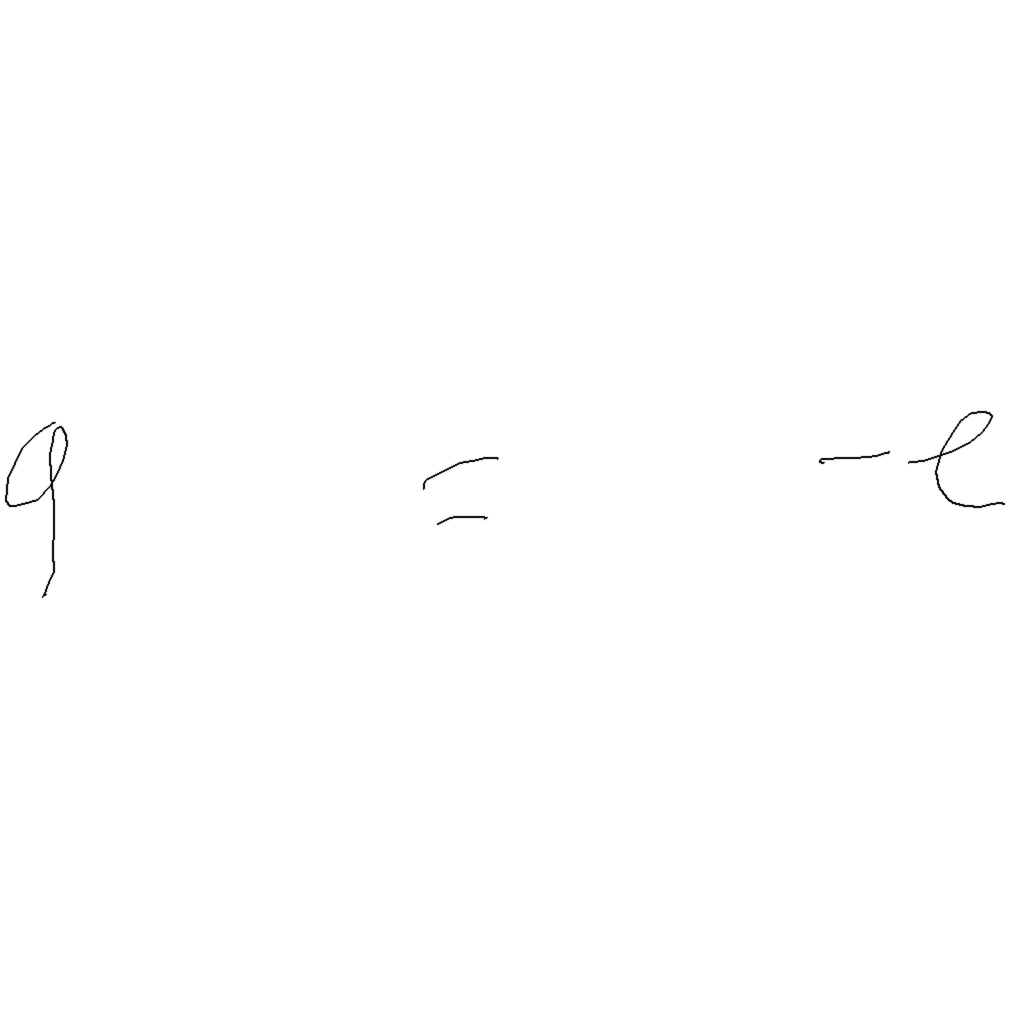 q = -e